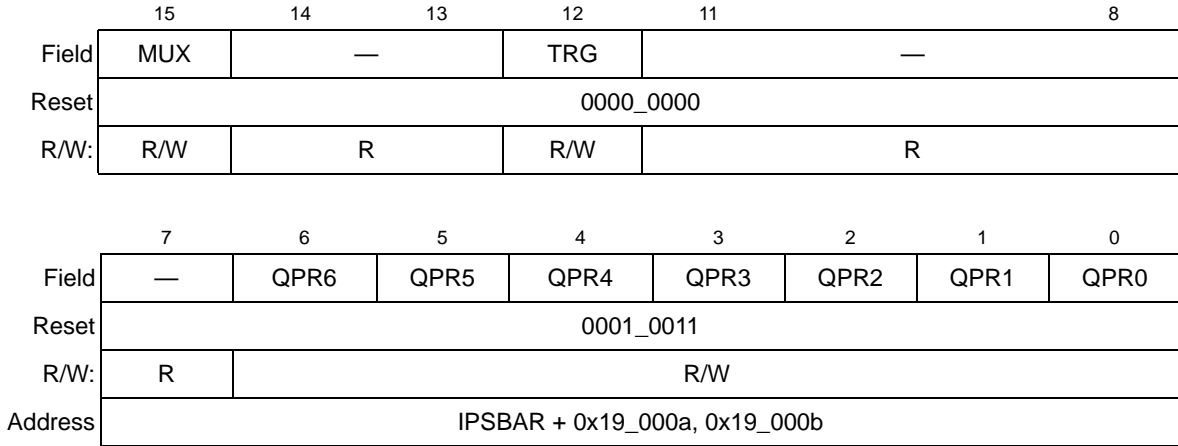 15 14 13 12 11 8
Field MUX — TRG —
Reset 0000_0000
R/W: R/W R R/W R
7 6 5 4 3 2 1 0
Field — QPR6 QPR5 QPR4 QPR3 QPR2 QPR1 QPR0
Reset 0001_0011
R/W: R R/W
Address IPSBAR + 0x19_000a, 0x19_000b